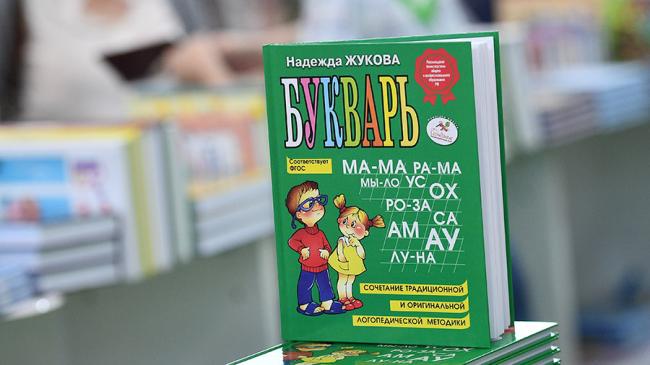 Надежда ЖУКОВА
БУКВАРЬ
Соответствует
ФГОС
МА-МА РА-МА
МЫ-ЛО УС ОХ
РО-ЗА СА
АМ АУ
ЛУ-НА
СОЧЕТАНИЕ ТРАДИЦИОННОЙ
И ОРИГИНАЛЬНОЙ
ЛОГОПЕДИЧЕСКОЙ МЕТОДИКИ